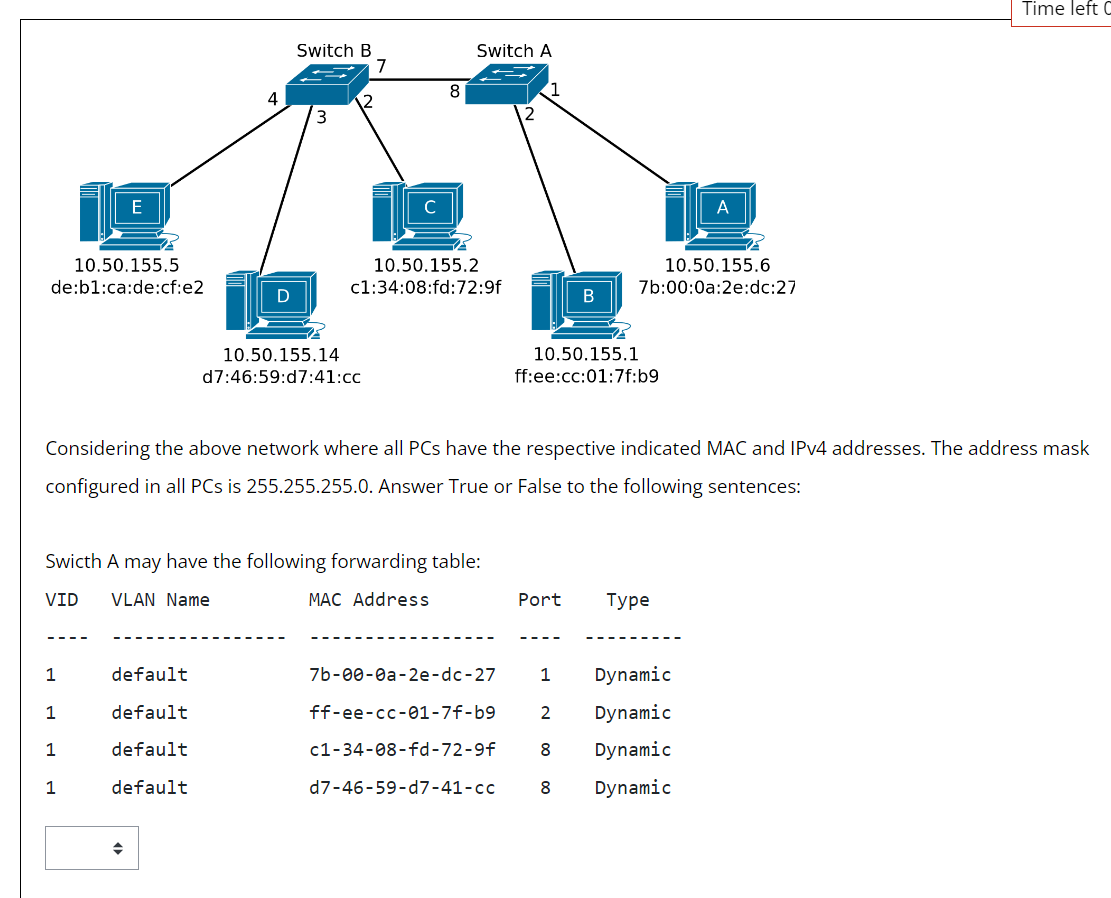 Time left 0
Switch B Switch A
7
8 1
4 2
3 2
E C A
10.50.155.5 10.50.155.2 10.50.155.6
de:b1:ca:de:cf:e2 c1:34:08:fd:72:9f 7b:00:0a:2e:dc:27
D B
10.50.155.14 10.50.155.1
d7:46:59:d7:41:cc ff:ee:cc:01:7f:b9
Considering the above network where all PCs have the respective indicated MAC and IPv4 addresses. The address mask
configured in all PCs is 255.255.255.0. Answer True or False to the following sentences:
Swicth A may have the following forwarding table:
VID VLAN Name MAC Address Port Type
---- ---------------- ----------------- ---- ---------
1 default 7b-00-0a-2e-dc-27 1 Dynamic
1 default ff-ee-cc-01-7f-b9 2 Dynamic
1 default c1-34-08-fd-72-9f 8 Dynamic
1 default d7-46-59-d7-41-cc 8 Dynamic